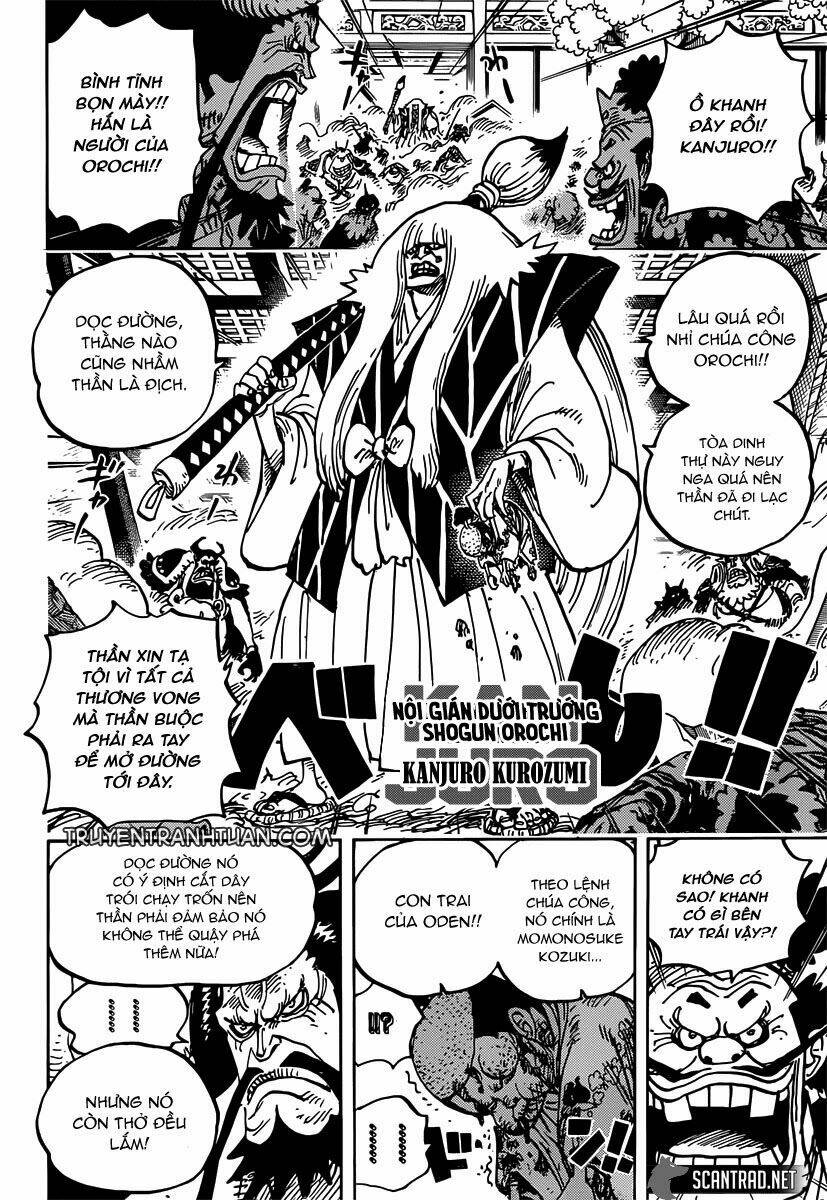 Ồ KHANH
ĐÂY RỒI!
KANJURO!!
BÌNH TĨNH
BỌN MÀY!!
HẮN LÀ
NGƯỜI CỦA
OROCHI!!
LÂU QUÁ RỒI
NHỈ CHÚA CÔNG
OROCHI!!
TÒA DINH
THỰ NÀY NGUY
NGA QUÁ NÊN
THẦN ĐÃ ĐI LẠC
CHÚT.
DỌC ĐƯỜNG,
THẰNG NÀO
CŨNG NHẦM
THẦN LÀ ĐỊCH.
THẦN XIN TẠ
TỘI VÌ TẤT CẢ
THƯƠNG VONG
MÀ THẦN BUỘC
PHẢI RA TAY
ĐỂ MỞ ĐƯỜNG
TỚI ĐÂY.
KAN
JURO
NỘI GIÁN DƯỚI TRƯỚNG
SHOGUN OROCHI
KANJURO KUROZUMI
ベ
ン
!!
TRUYENTRANHTUAN.COM
KHÔNG CÓ
SAO! KHANH
CÓ GÌ BÊN
TAY TRÁI VẬY?!
THEO LỆNH
CHÚA CÔNG,
NÓ CHÍNH LÀ
MOMONOSUKE
KOZUKI...
CON TRAI
CỦA ODEN!!
!!?
!!
DỌC ĐƯỜNG NÓ
CÓ Ý ĐỊNH CẮT DÂY
TRÓI CHẠY TRỐN NÊN
THẦN PHẢI ĐẢM BẢO NÓ
KHÔNG THỂ QUẬY PHÁ
THÊM NỮA!
NHƯNG NÓ
CÒN THỞ ĐỀU
LẮM!
SCANTRAD.NET